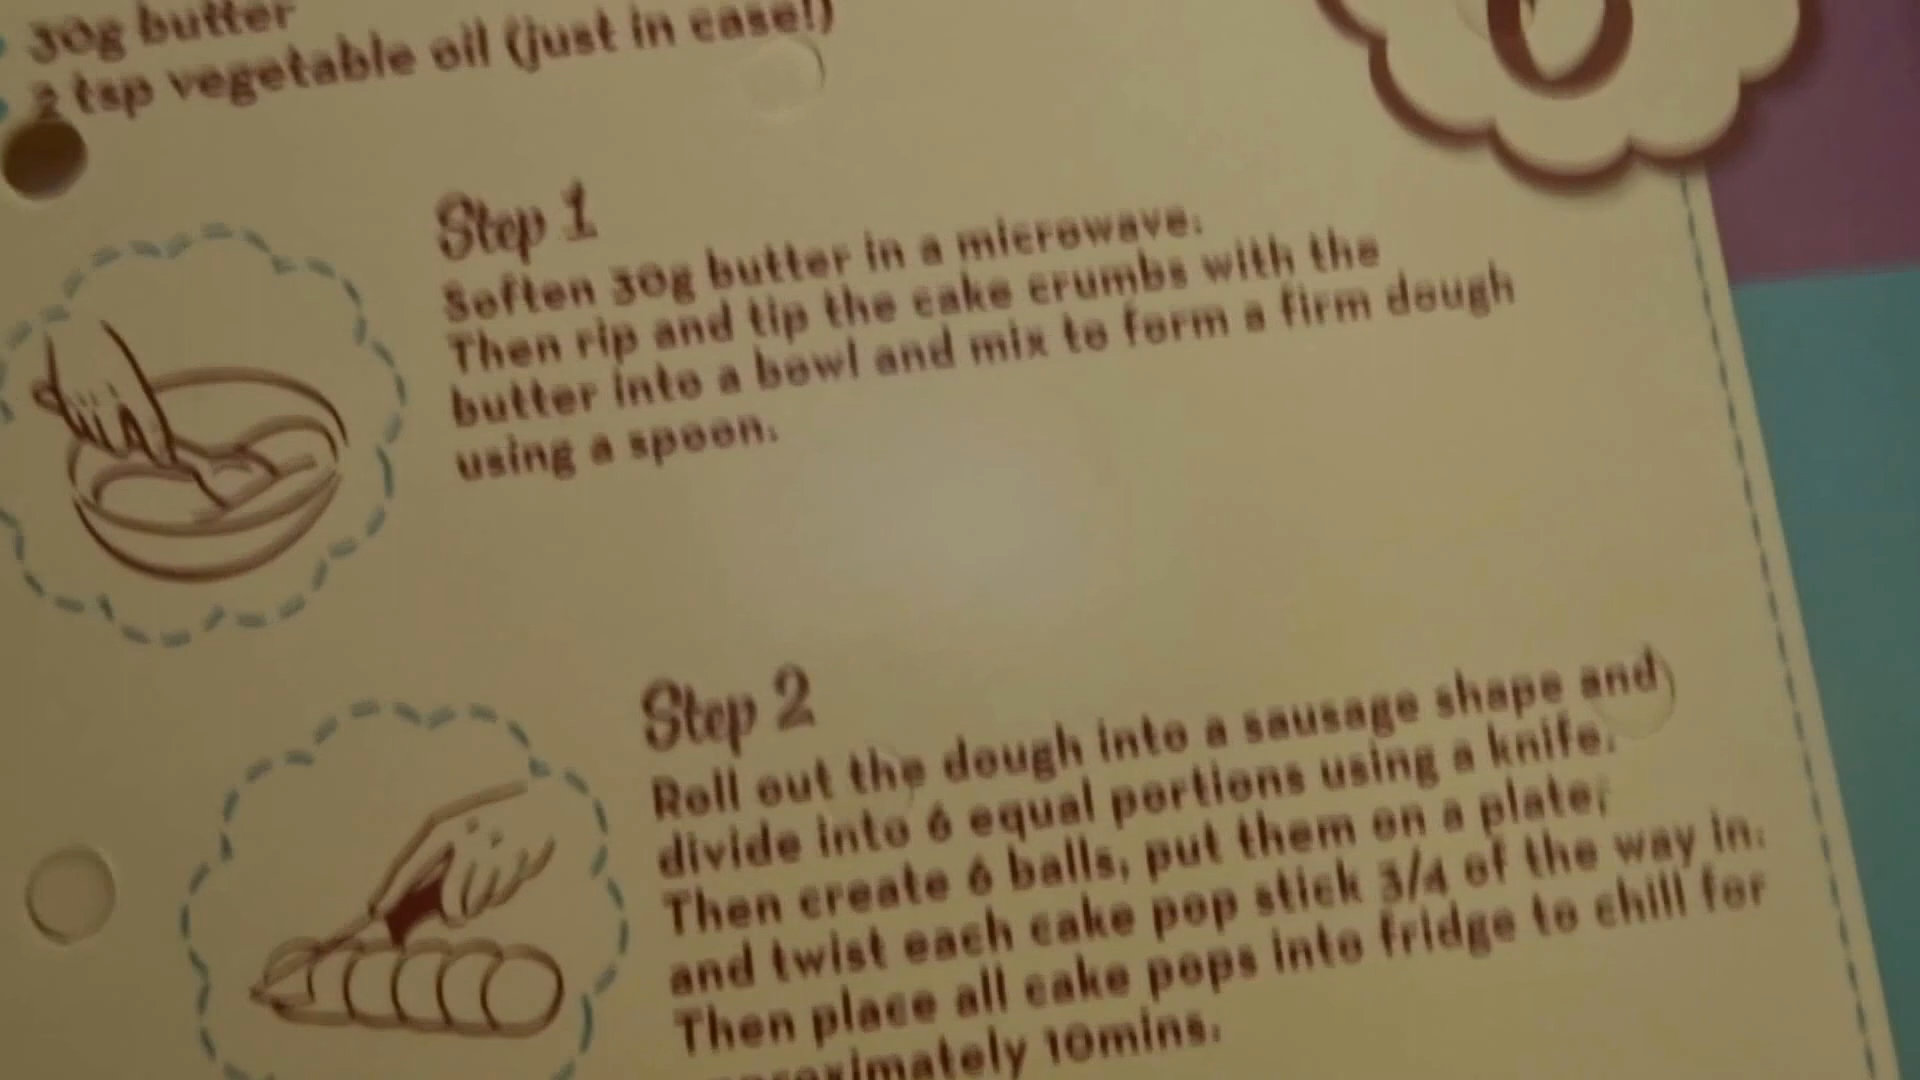 30g butter
2 tsp vegetable oil (just in case!)
Step 1
Soften 30g butter in a microwave.
Then rip and tip the cake crumbs with the
butter into a bowl and mix to form a firm dough
using a spoon.
Step 2
Roll out the dough into a sausage shape and
divide into 6 equal portions using a knife.
Then create 6 balls, put them on a plate,
and twist each cake pop stick 3/4 of the way in.
Then place all cake pops into fridge to chill for
10mins.